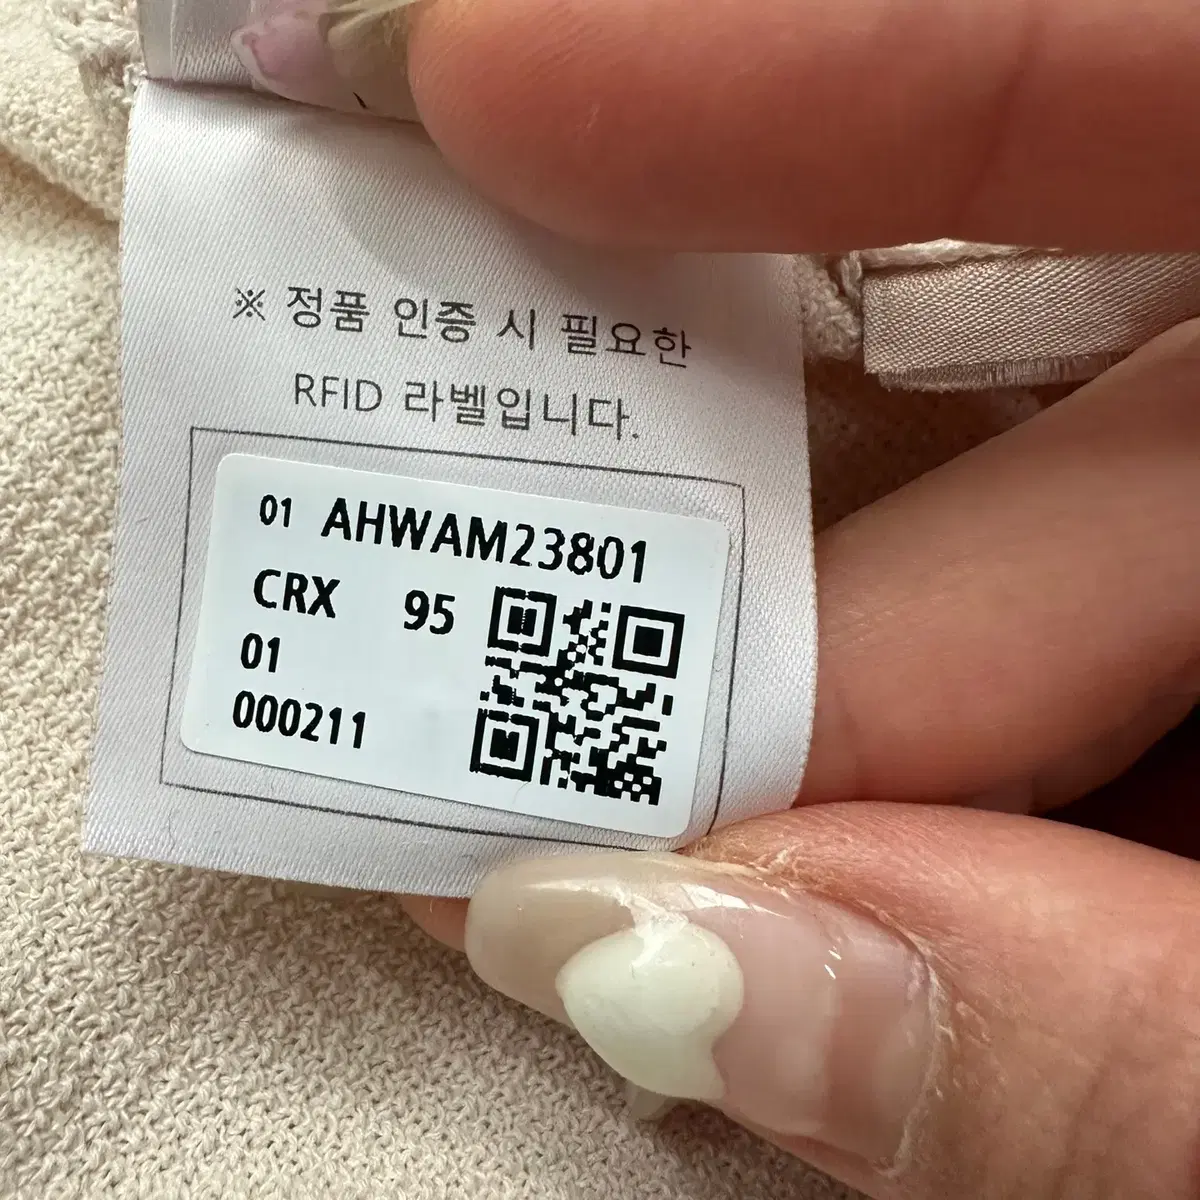 ※ 정품 인증 시 필요한
RFID 라벨입니다.
01 AHWAM23801
CRX 95
01
000211